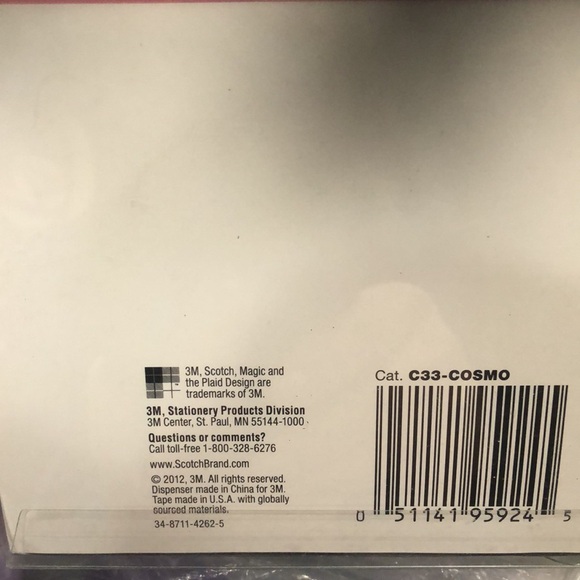 3M, Scotch, Magic and
the Plaid Design are
trademarks of 3M.
3M, Stationery Products Division
3M Center, St. Paul, MN 55144-1000
Questions or comments?
Call toll-free 1-800-328-6276
www.ScotchBrand.com
© 2012, 3M. All rights reserved.
Dispenser made in China for 3M.
Tape made in U.S.A. with globally
sourced materials.
34-8711-4262-5
Cat. C33-COSMO
0 51141 95924 5